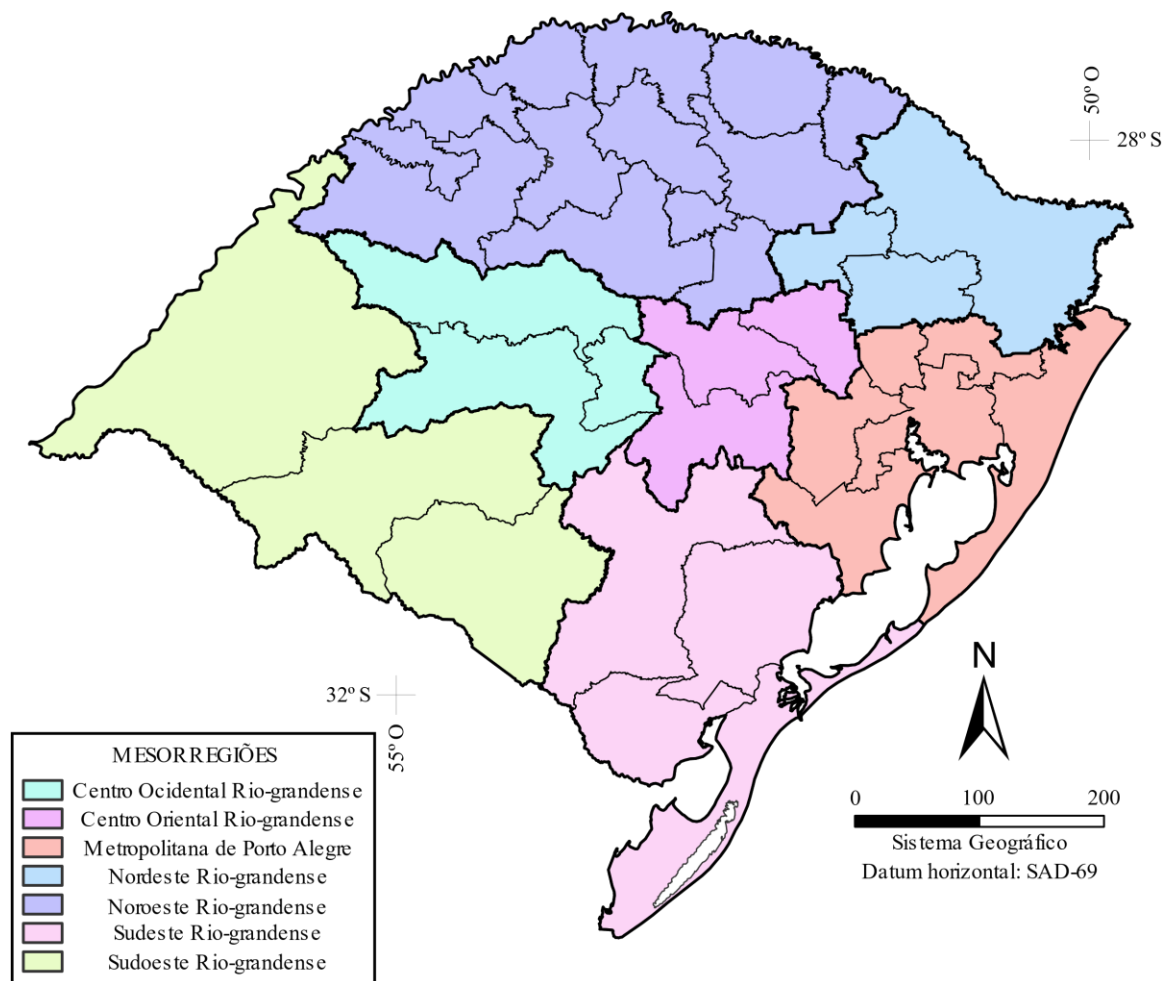 50º O
28º S
s
32º S
55º O
N
MESORREGIÕES
Centro Ocidental Rio-grandense
Centro Oriental Rio-grandense
Metropolitana de Porto Alegre
Nordeste Rio-grandense
Noroeste Rio-grandense
Sudeste Rio-grandense
Sudoeste Rio-grandense
0 100 200
Sistema Geográfico
Datum horizontal: SAD-69